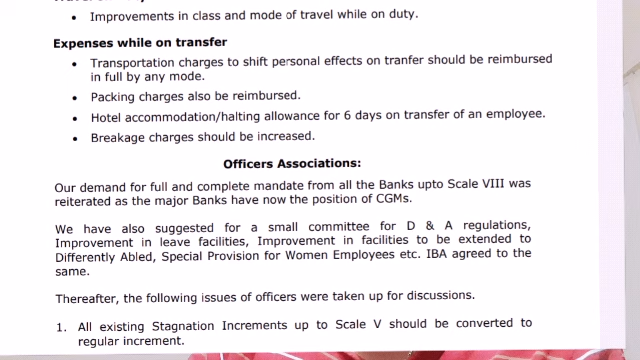 • Improvements in class and mode of travel while on duty.
Expenses while on transfer
• Transportation charges to shift personal effects on tranfer should be reimbursed
in full by any mode.
• Packing charges also be reimbursed.
• Hotel accommodation/halting allowance for 6 days on transfer of an employee.
• Breakage charges should be increased.
Officers Associations:
Our demand for full and complete mandate from all the Banks upto Scale VIII was
reiterated as the major Banks have now the position of CGMs.
We have also suggested for a small committee for D & A regulations,
Improvement in leave facilities, Improvement in facilities to be extended to
Differently Abled, Special Provision for Women Employees etc. IBA agreed to the
same.
Thereafter, the following issues of officers were taken up for discussions.
1. All existing Stagnation Increments up to Scale V should be converted to
regular increment.